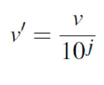 v′ = v / 10^j